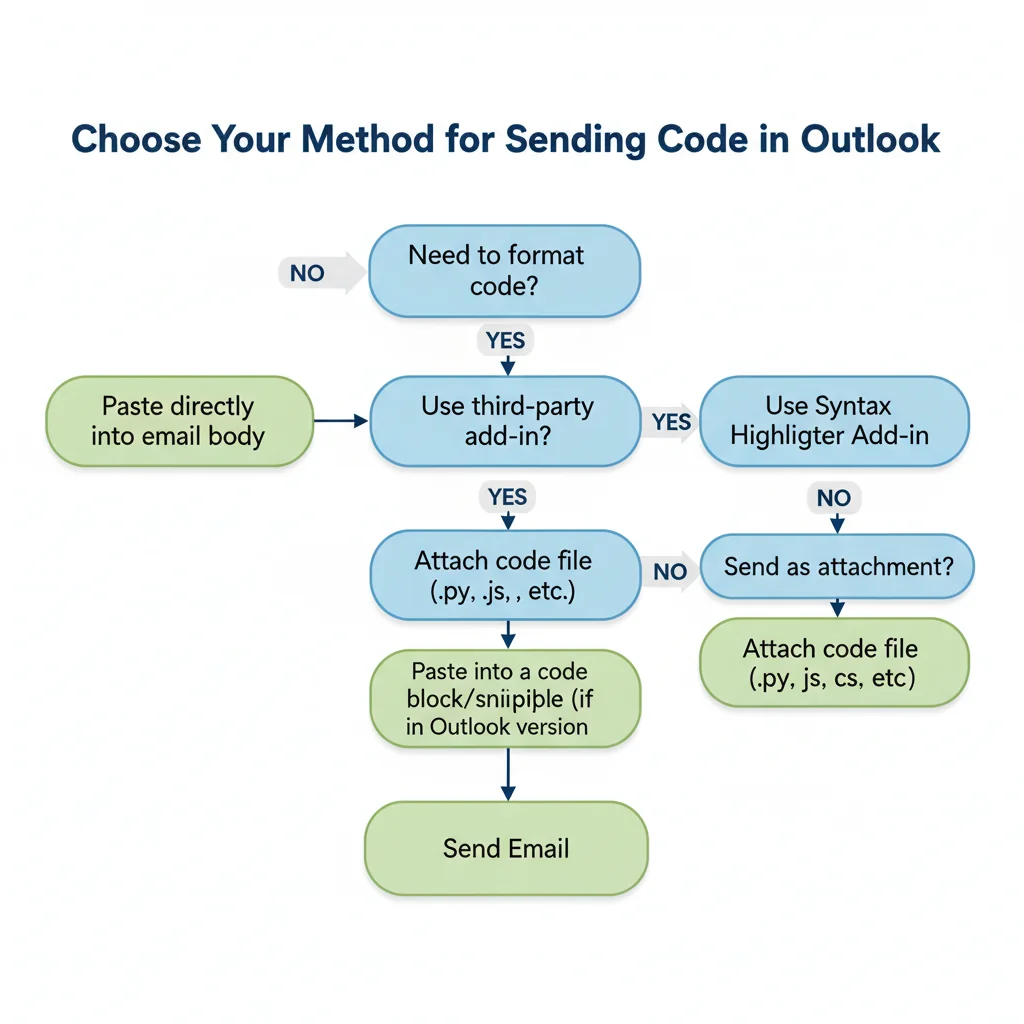 Choose Your Method for Sending Code in Outlook
Need to format
code?
NO
YES
Paste directly
into email body
Use third-party
add-in?
YES
Use Syntax
Highligter Add-in
YES
NO
Attach code file
(.py, .js, , etc.)
NO
Send as attachment?
Paste into a code
block/ (if
in Outlook version
Attach code file
(.py, js, cs, etc)
Send Email